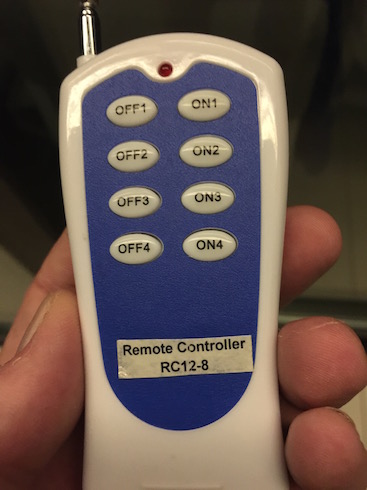 OFF1 ON1
OFF2 ON2
OFF3 ON3
OFF4 ON4
Remote Controller
RC12-8